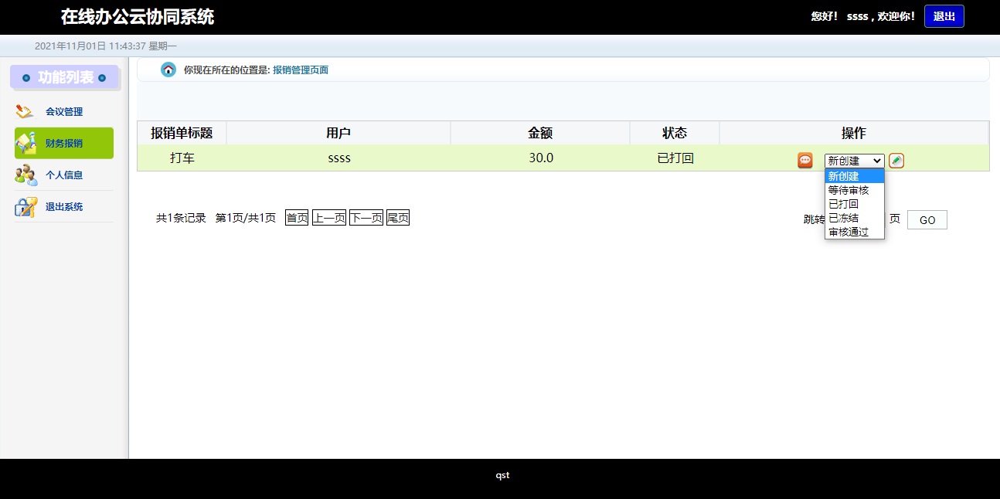 在线办公云协同系统
您好! ssss , 欢迎你! 退出
2021年11月01日 11:43:37 星期一
功能列表
会议管理
财务报销
个人信息
退出系统
你现在所在的位置是: 报销管理页面
报销单标题 用户 金额 状态 操作
打车 ssss 30.0 已打回 新创建
新创建
等待审核
已打回
已冻结
审核通过
共1条记录 第1页/共1页 首页 上一页 下一页 尾页 跳转 页 GO
qst